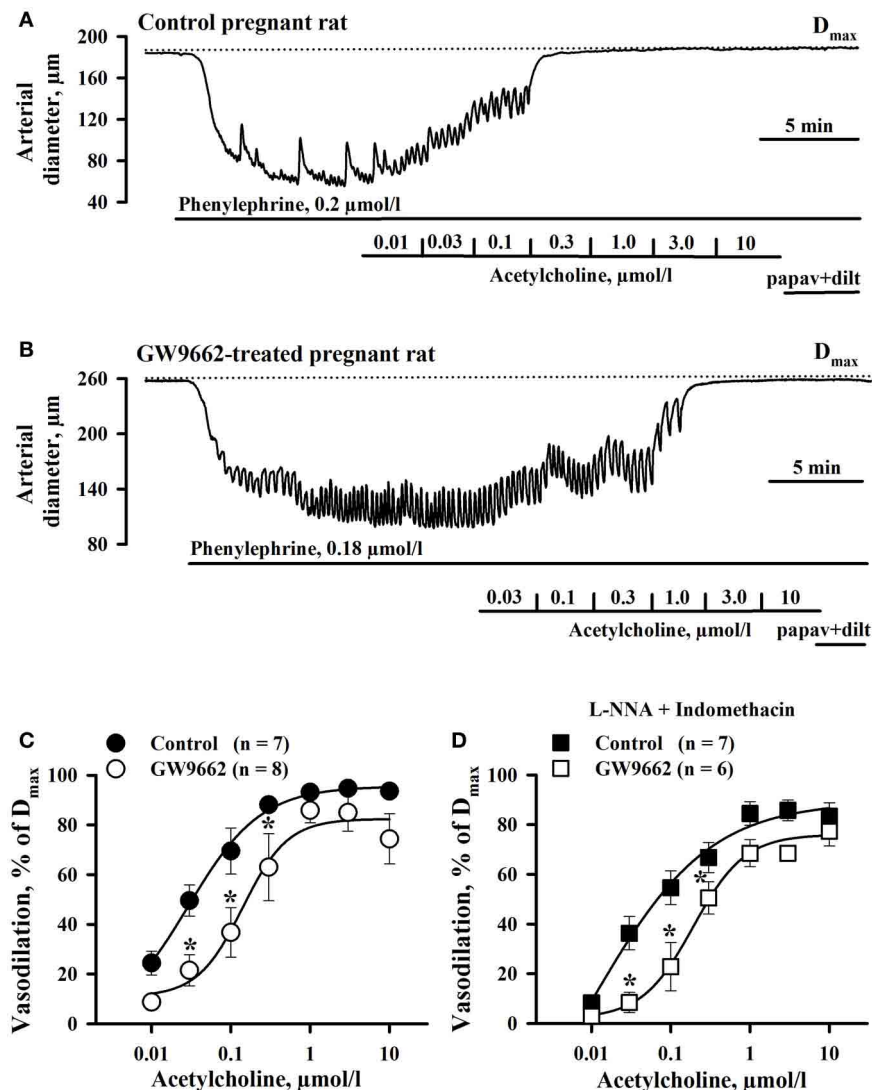 A
Control pregnant rat
D_max
200
160
120
80
40
Arterial
diameter, µm
5 min
Phenylephrine, 0.2 µmol/l
0.01 0.03 0.1 0.3 1.0 3.0 10
Acetylcholine, µmol/l
papav+dilt
B
GW9662-treated pregnant rat
D_max
260
200
140
80
Arterial
diameter, µm
5 min
Phenylephrine, 0.18 µmol/l
0.03 0.1 0.3 1.0 3.0 10
Acetylcholine, µmol/l
papav+dilt
C
Control (n = 7)
GW9662 (n = 8)
100
80
60
40
20
0
Vasodilation, % of D_max
* * *
0.01 0.1 1 10
Acetylcholine, µmol/l
L-NNA + Indomethacin
D
Control (n = 7)
GW9662 (n = 6)
100
80
60
40
20
0
Vasodilation, % of D_max
* * *
0.01 0.1 1 10
Acetylcholine, µmol/l